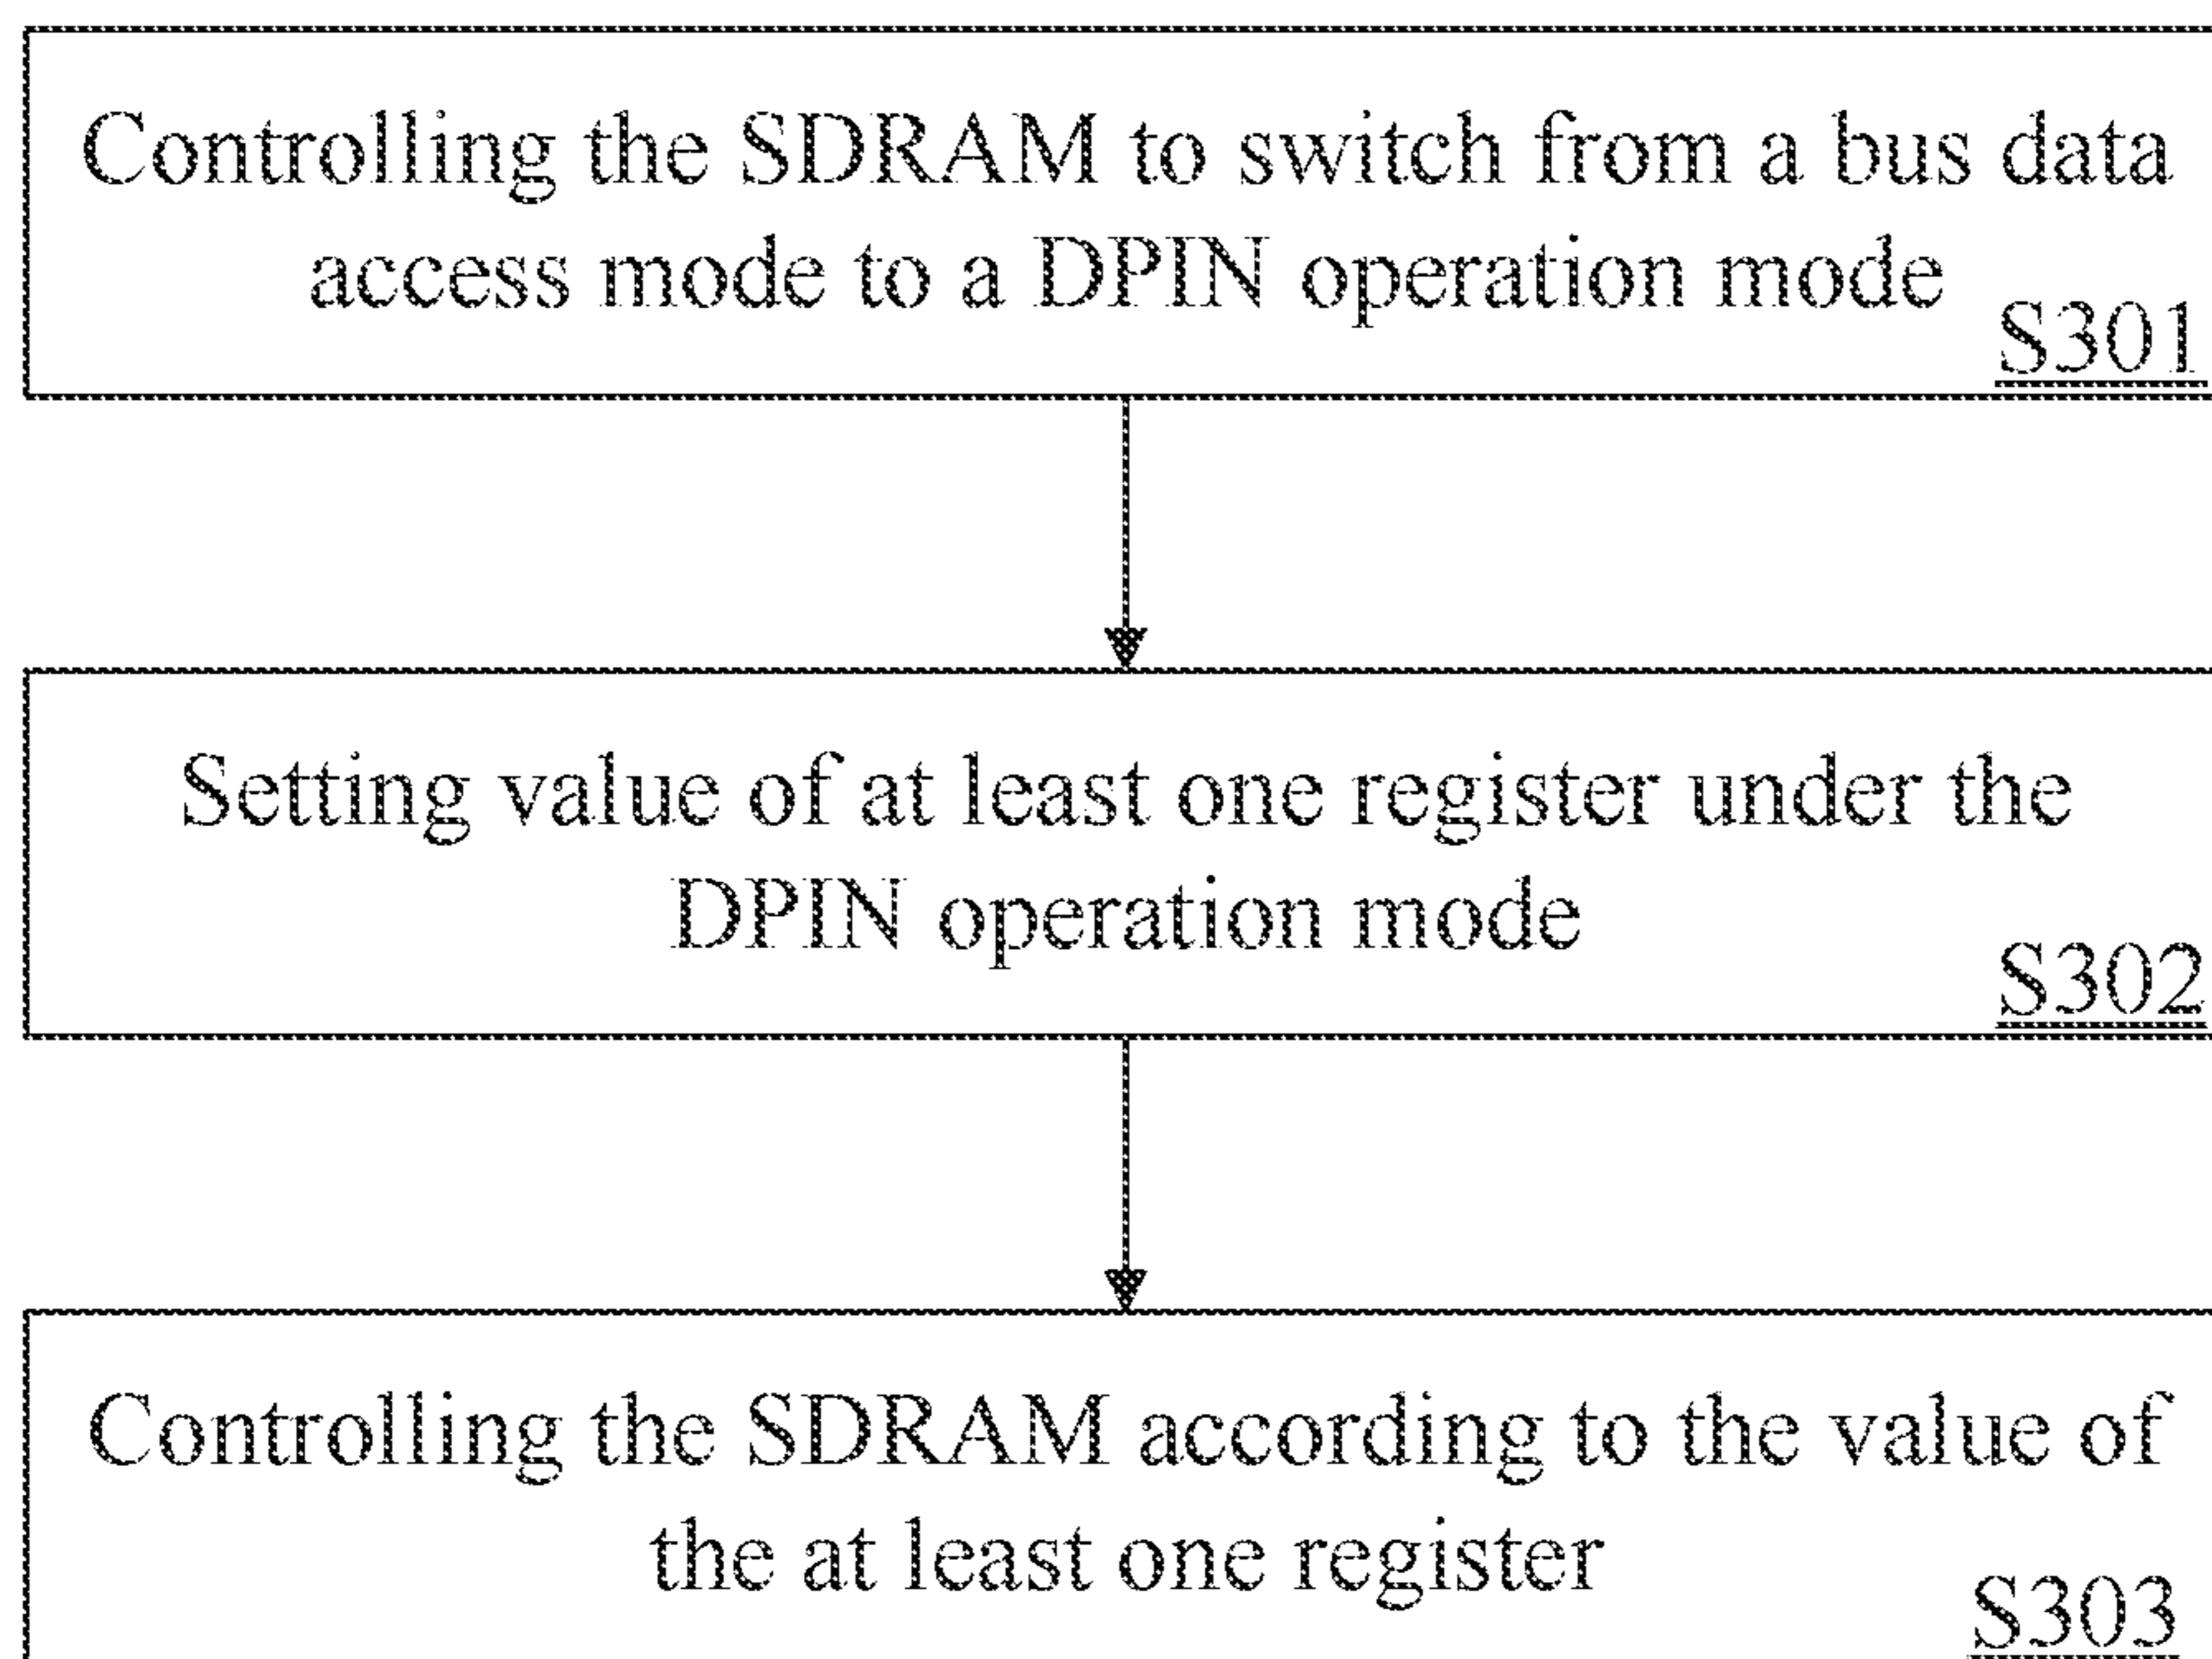 Controlling the SDRAM to switch from a bus data
access mode to a DPIN operation mode
S301
Setting value of at least one register under the
DPIN operation mode
S302
Controlling the SDRAM according to the value of
the at least one register
S303